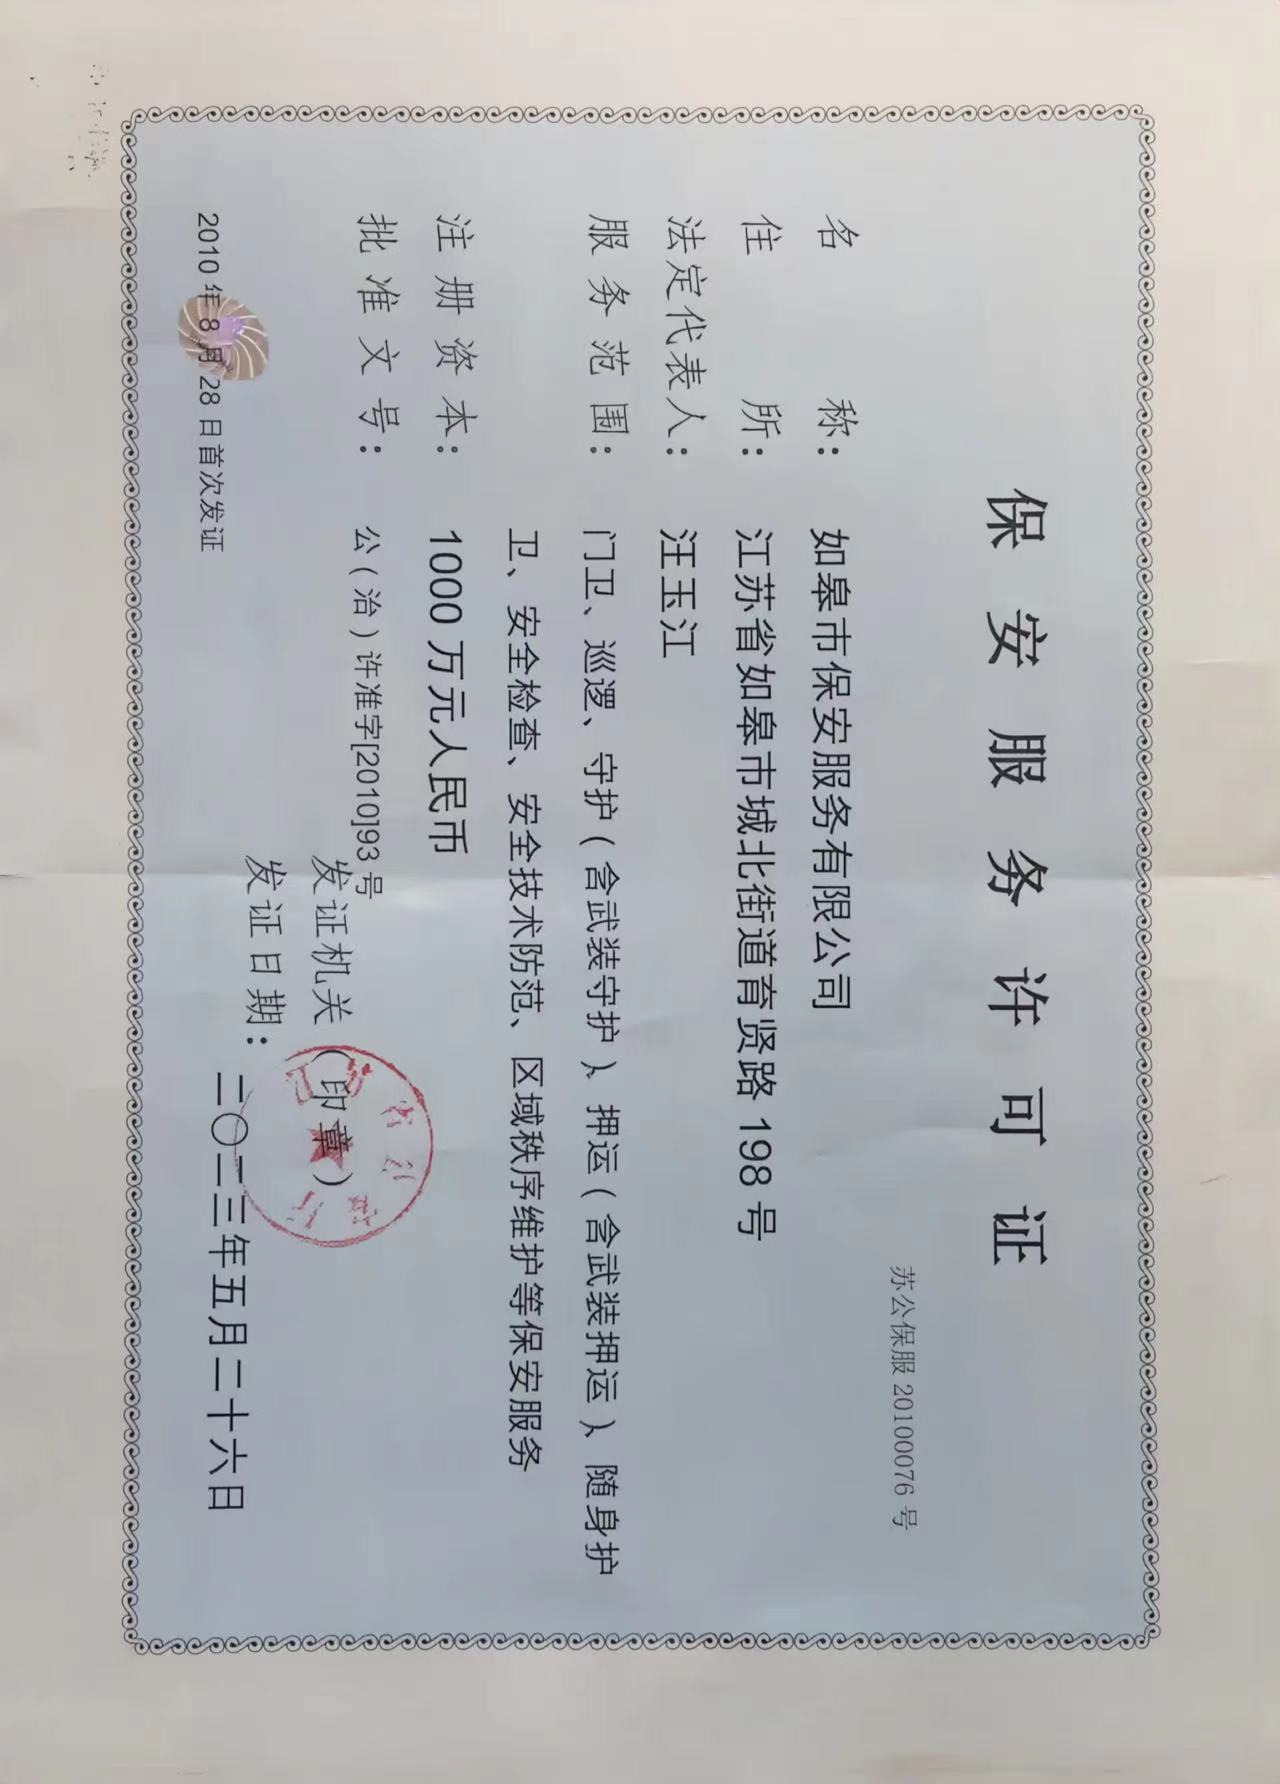 保安服务许可证
苏公保服 20100076 号
名称：如皋市保安服务有限公司
住所：江苏省如皋市城北街道育贤路 198 号
法定代表人：汪玉江
服务范围：门卫、巡逻、守护（含武装守护）、押运（含武装押运）、随身护
卫、安全检查、安全技术防范、区域秩序维护等保安服务
注册资本：1000 万元人民币
批准文号：公（治）许准字[2010]93 号
发证机关（印章）
发证日期：二〇二三年五月二十六日
2010 年 8 月 28 日首次发证